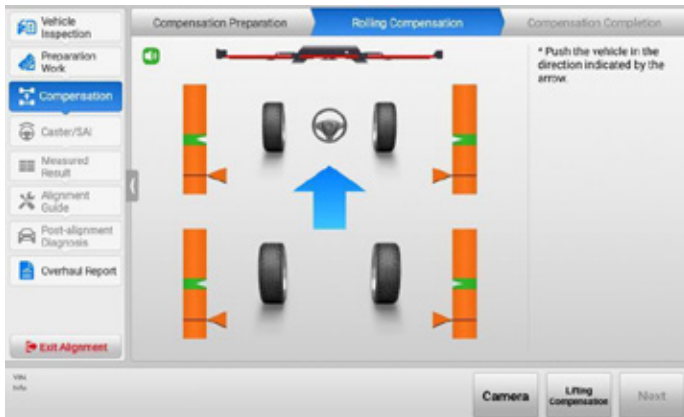 Vehicle
Inspection
Compensation Preparation
Rolling Compensation
Compensation Completion
Preparation
Work
Compensation
Caster/SAI
Measured
Result
Alignment
Guide
Post-alignment
Diagnosis
Overhaul Report
Exit Alignment
* Push the vehicle in the
direction indicated by the
arrow.
Camera
Lifting
Compensation
Next